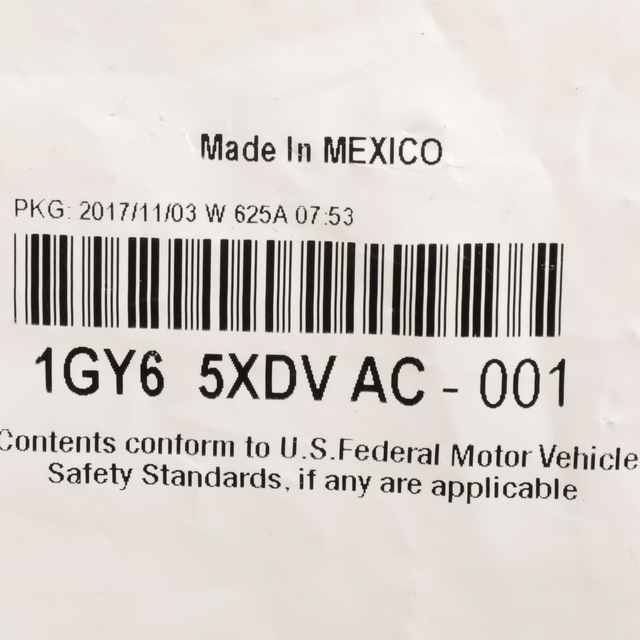 Made In MEXICO
PKG: 2017/11/03 W 625A 07:53
1GY6 5XDV AC - 001
Contents conform to U.S.Federal Motor Vehicle
Safety Standards, if any are applicable